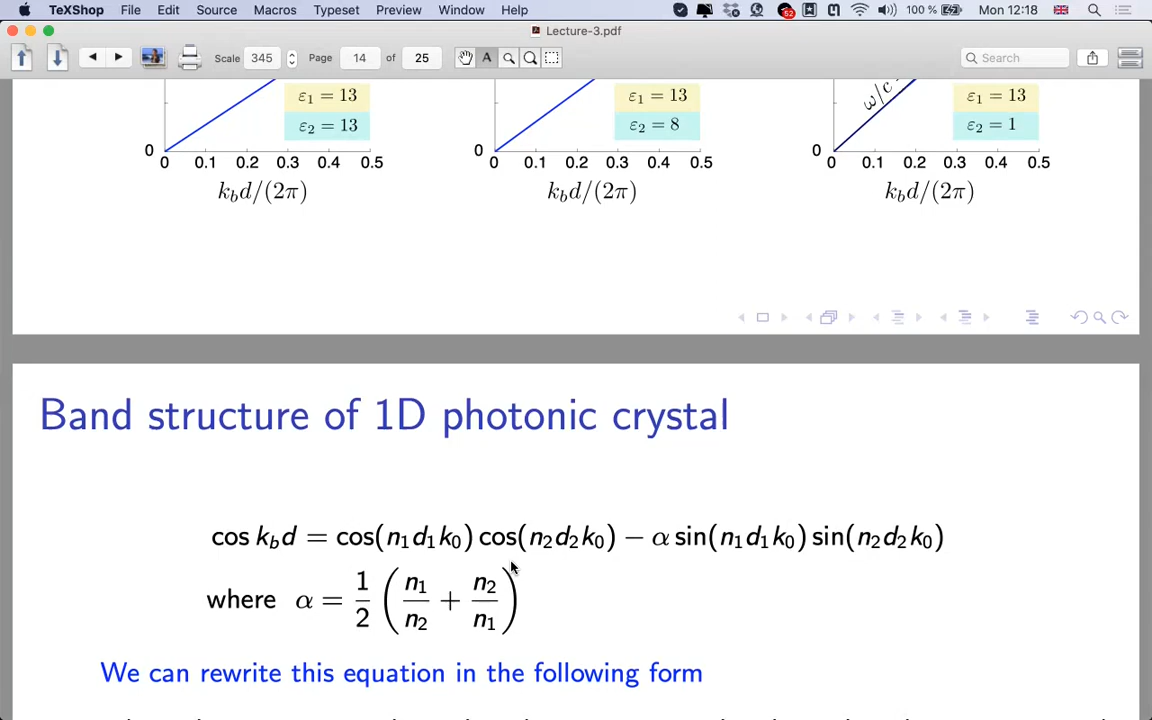 TeXShop File Edit Source Macros Typeset Preview Window Help 52 100 % Mon 12:18
Lecture-3.pdf
Scale 345 Page 14 of 25 A Search
ε₁ = 13 ε₁ = 13 ω/c ε₁ = 13
ε₂ = 13 ε₂ = 8 ε₂ = 1
0 0 0
0 0.1 0.2 0.3 0.4 0.5 0 0.1 0.2 0.3 0.4 0.5 0 0.1 0.2 0.3 0.4 0.5
k_b d/(2π) k_b d/(2π) k_b d/(2π)
Band structure of 1D photonic crystal
cos k_b d = cos(n₁d₁k₀) cos(n₂d₂k₀) − α sin(n₁d₁k₀) sin(n₂d₂k₀)
where α = 1/2 (n₁/n₂ + n₂/n₁)
We can rewrite this equation in the following form